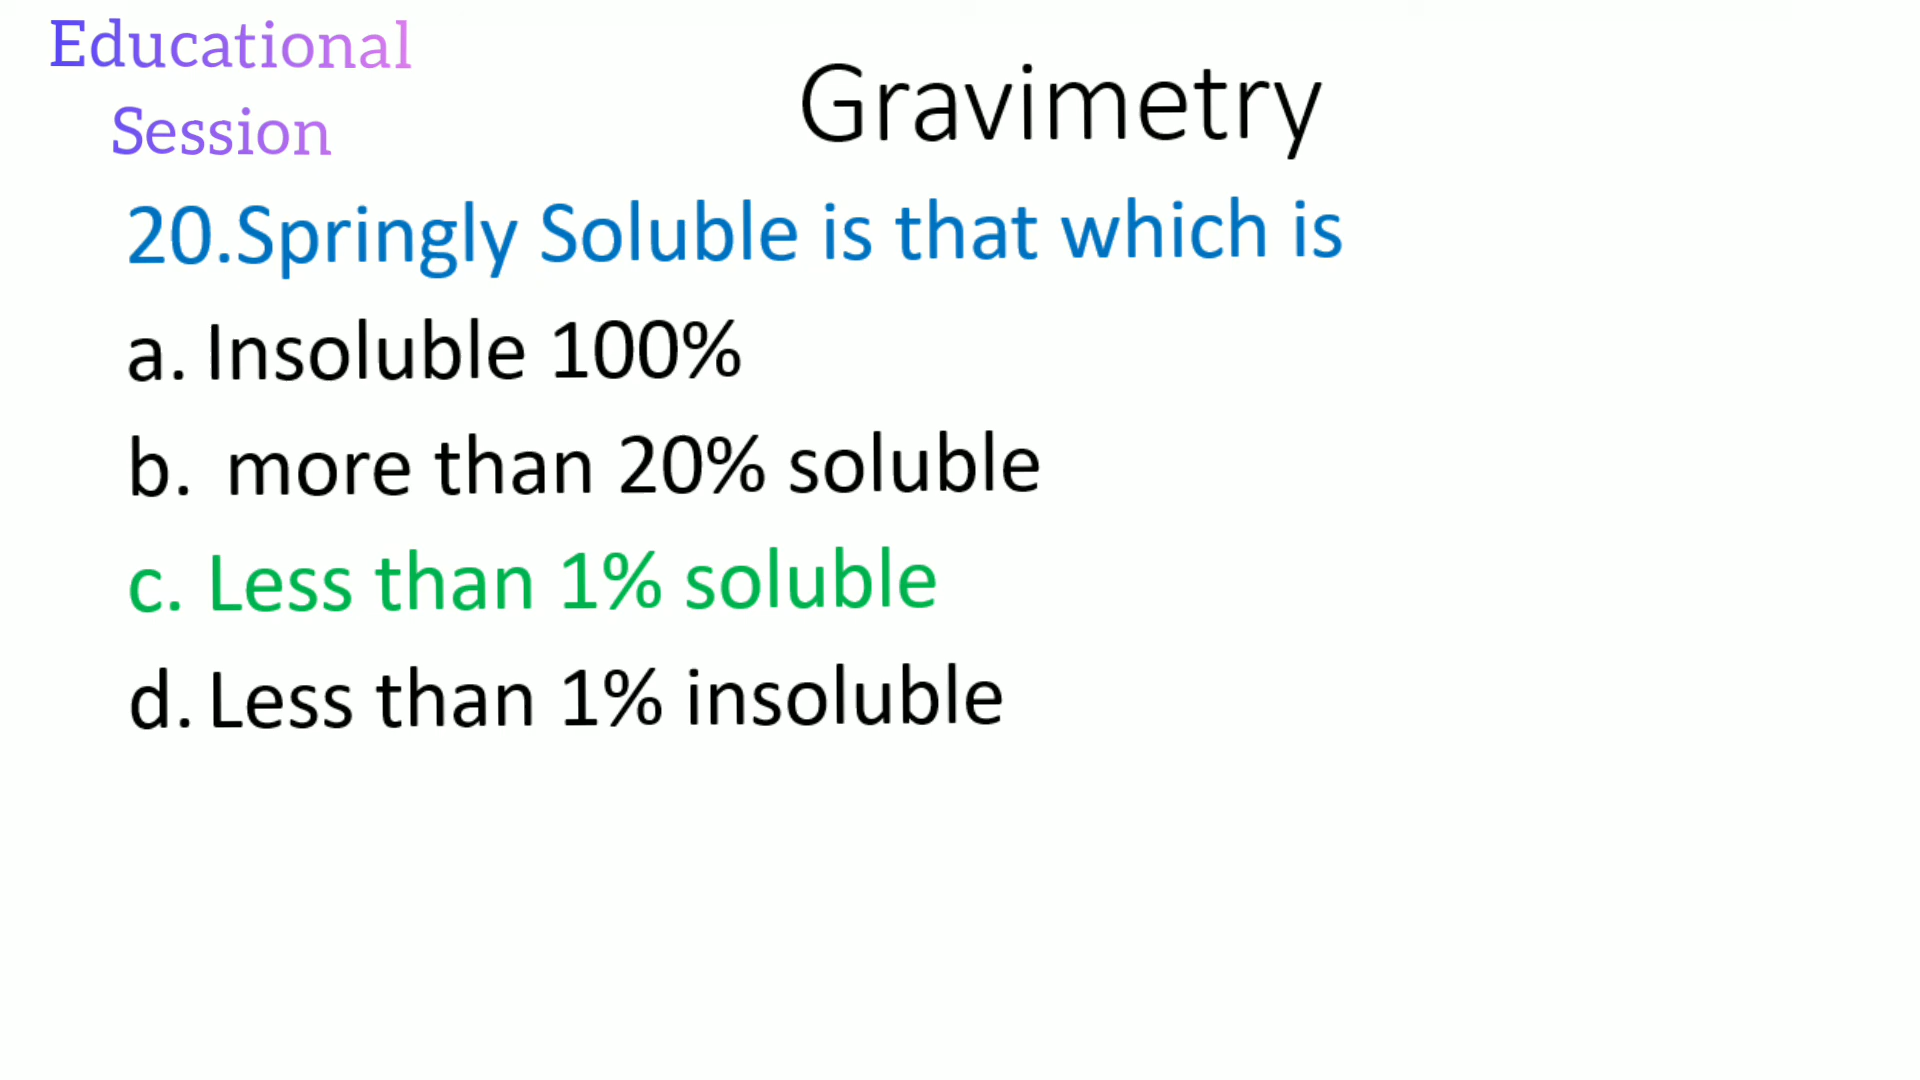 Educational
Session
Gravimetry
20.Springly Soluble is that which is
a. Insoluble 100%
b. more than 20% soluble
c. Less than 1% soluble
d. Less than 1% insoluble